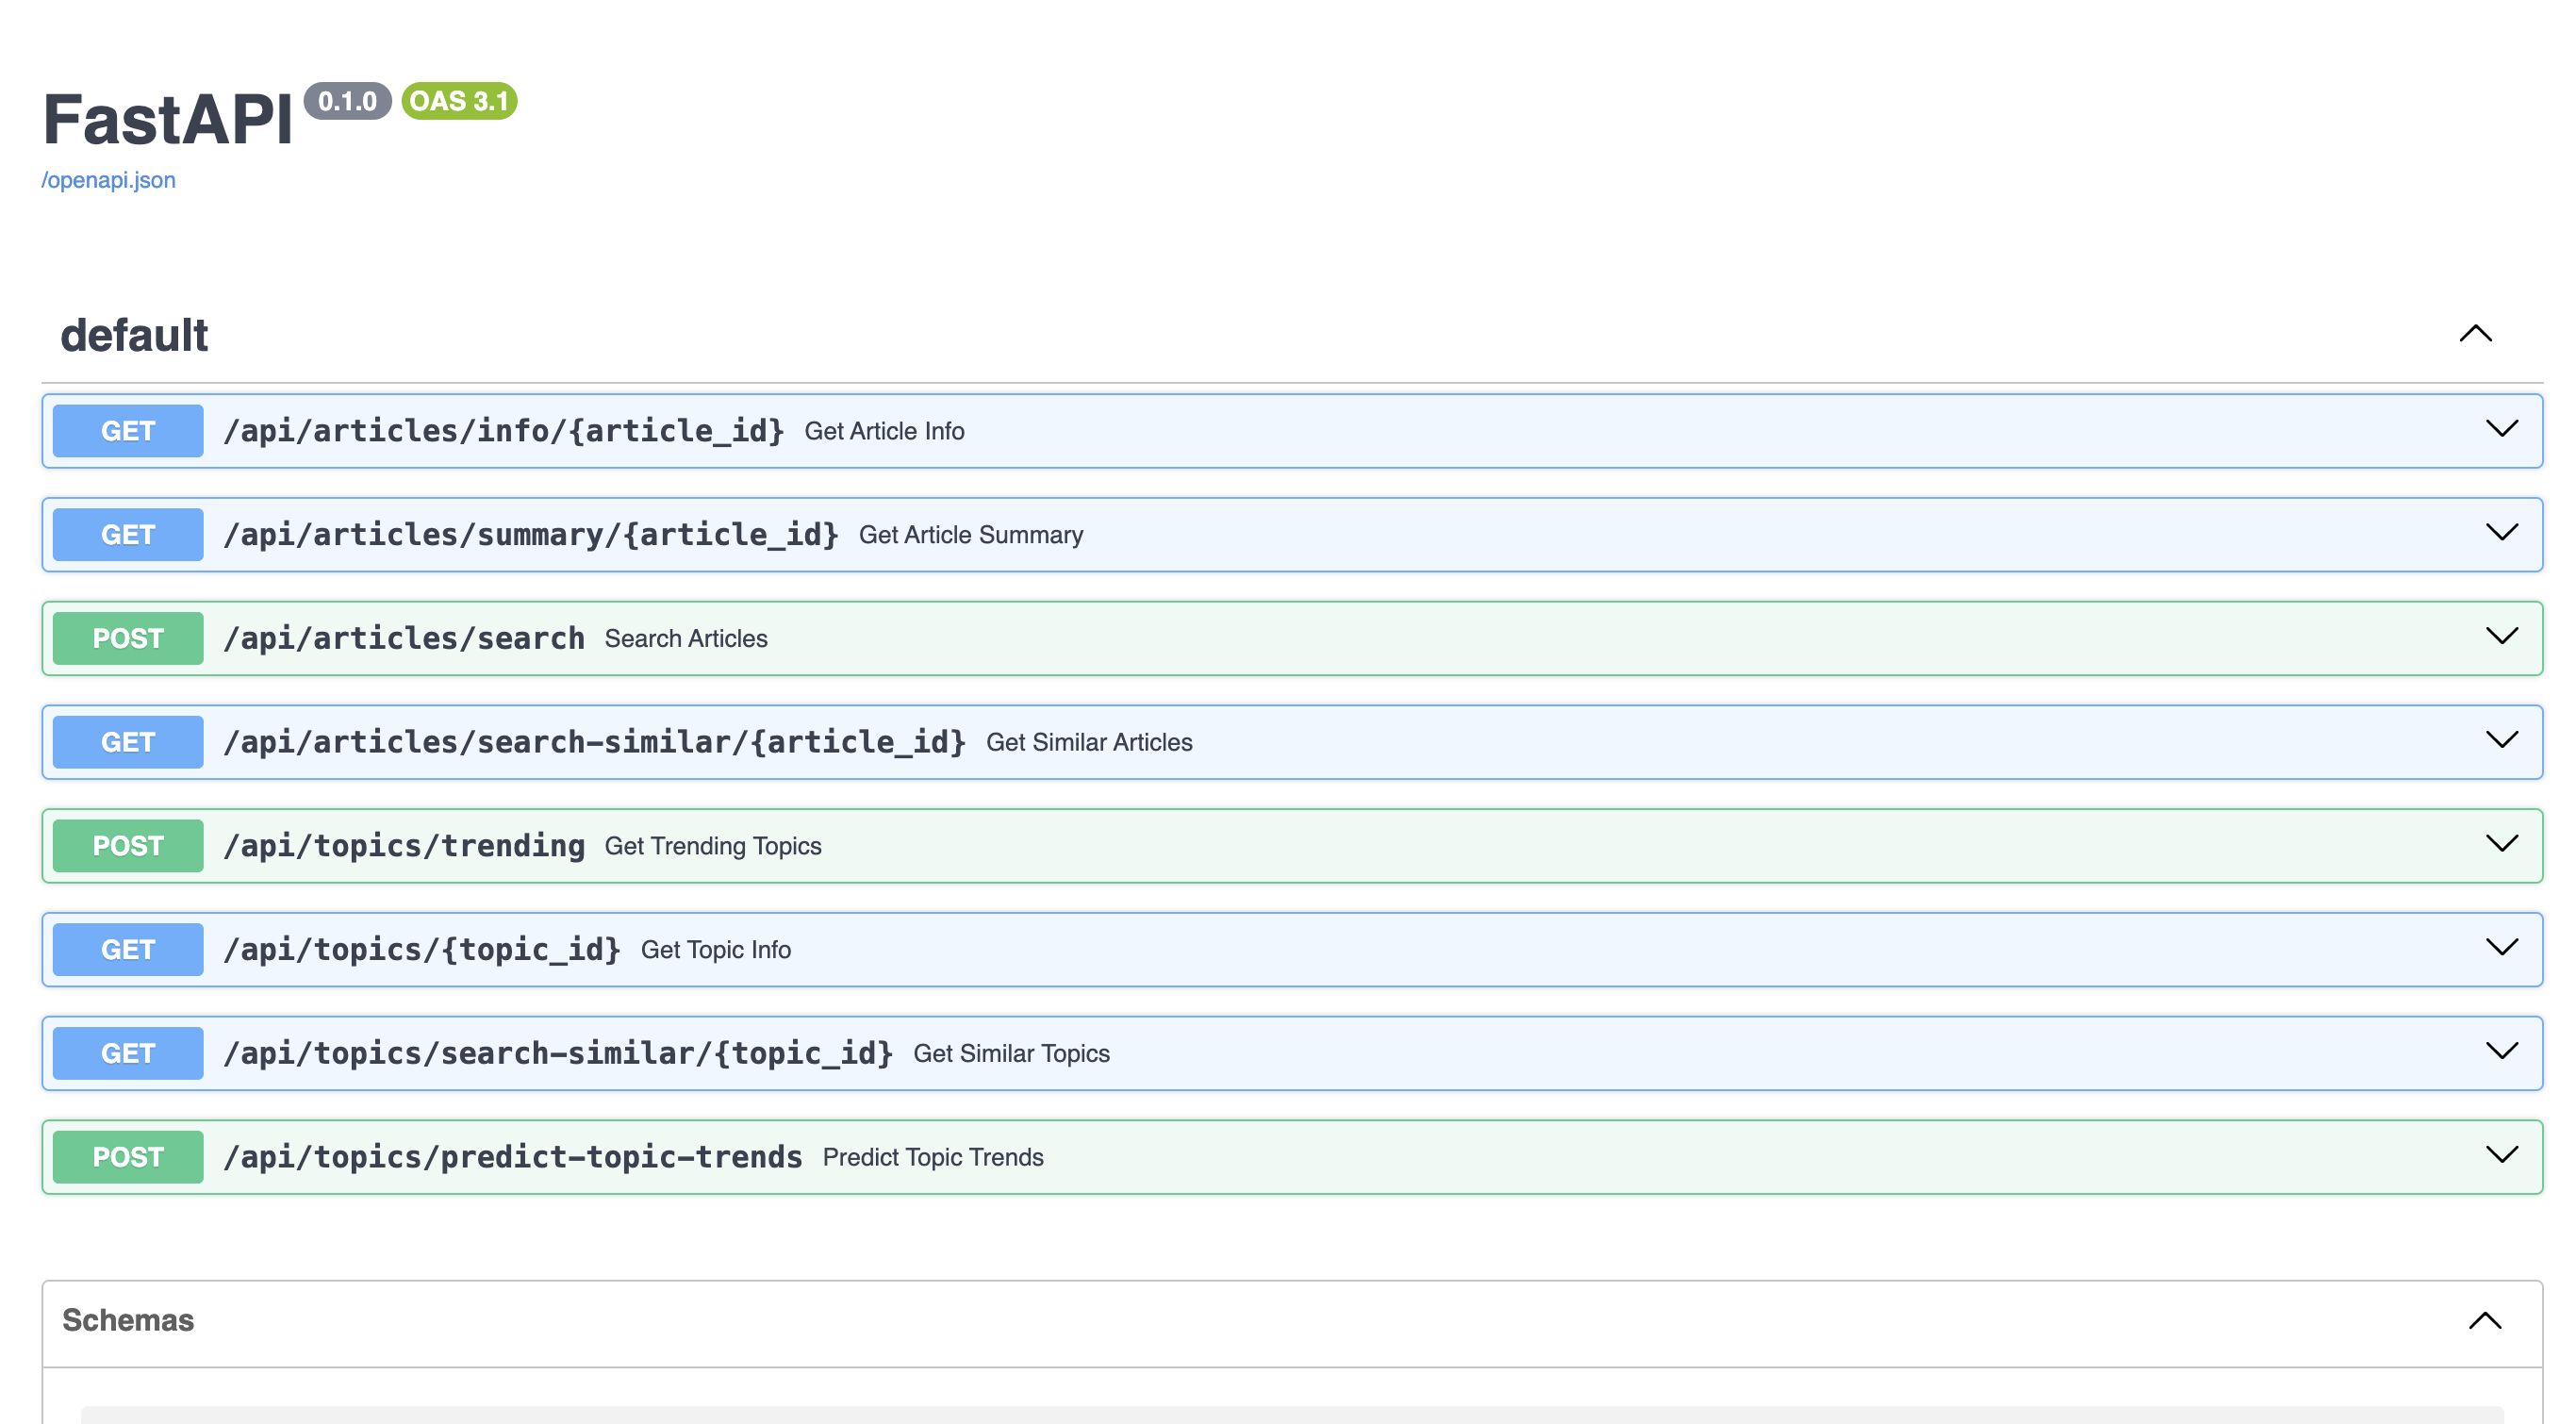 FastAPI 0.1.0 OAS 3.1
/openapi.json
default
GET /api/articles/info/{article_id} Get Article Info
GET /api/articles/summary/{article_id} Get Article Summary
POST /api/articles/search Search Articles
GET /api/articles/search-similar/{article_id} Get Similar Articles
POST /api/topics/trending Get Trending Topics
GET /api/topics/{topic_id} Get Topic Info
GET /api/topics/search-similar/{topic_id} Get Similar Topics
POST /api/topics/predict-topic-trends Predict Topic Trends
Schemas